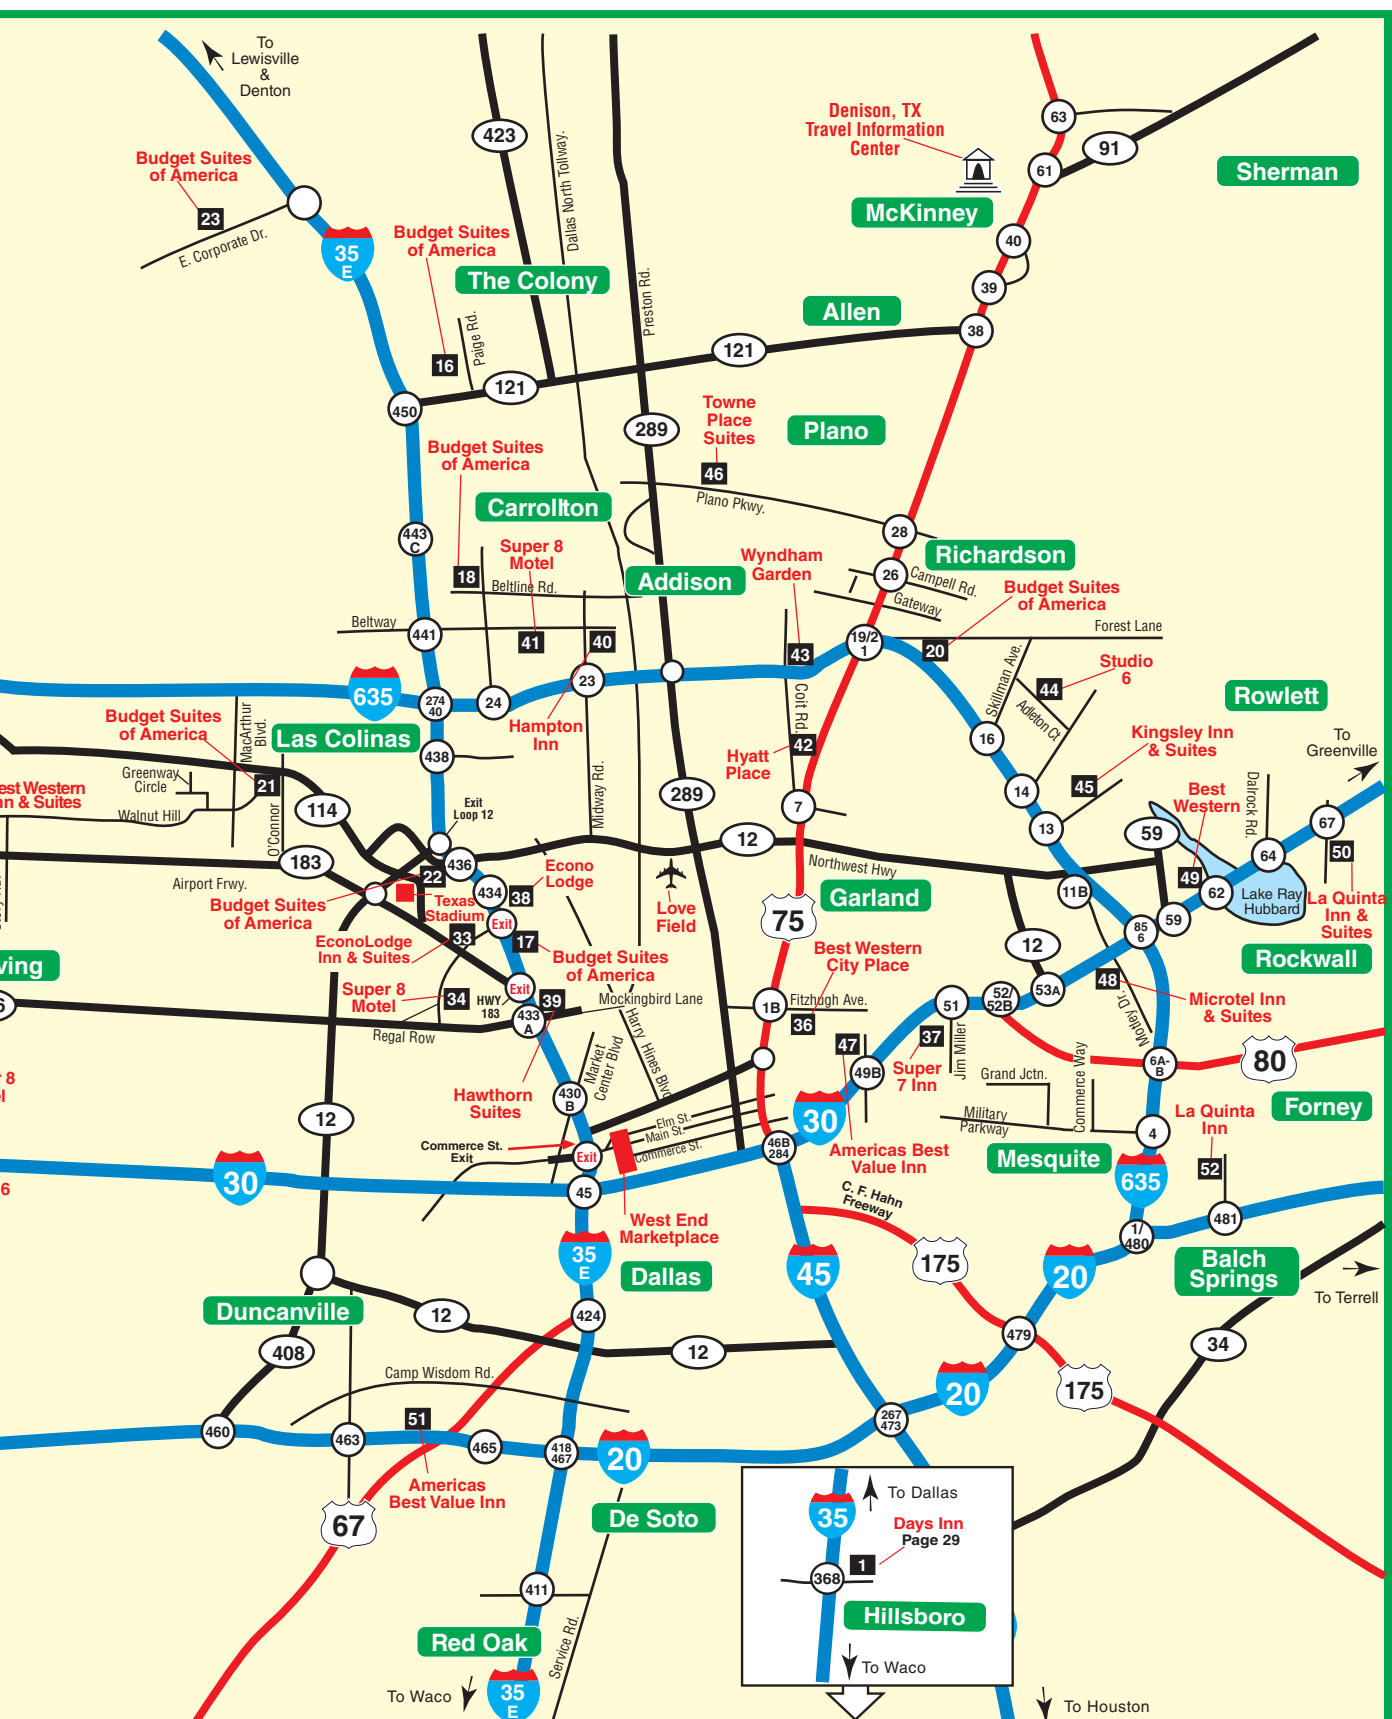 To
Lewisville
&
Denton
423
Dallas North Tollway.
Denison, TX
Travel Information
Center
63
91
61
Sherman
Budget Suites
of America
23
E. Corporate Dr.
35
E
Budget Suites
of America
The Colony
McKinney
40
39
Preston Rd.
Allen
38
16
Paige Rd.
121
121
450
Towne
Place
Suites
Plano
289
Budget Suites
of America
46
Plano Pkwy.
Carrollton
28
Richardson
443
C
Super 8
Motel
Wyndham
Garden
18
Beltline Rd.
Addison
26
Campell Rd.
Gateway
Budget Suites
of America
Beltway
441
41
40
43
19/2
1
20
Forest Lane
Skillman Ave.
44
Studio
6
Adleton Ct
635
274
40
24
23
Coit Rd.
Rowlett
Budget Suites
of America
MacArthur
Blvd.
Las Colinas
Hampton
Inn
16
Kingsley Inn
& Suites
To
Greenville
438
Hyatt
Place
42
est Western
nn & Suites
Greenway
Circle
21
Walnut Hill
O'Connor
114
Exit
Loop 12
Midway Rd.
289
7
14
45
Best
Western
Dalrock Rd.
67
13
59
12
183
436
Northwest Hwy
64
50
Airport Frwy.
22
434
38
Econo
Lodge
Love
Field
Garland
11B
49
62
Lake Ray
Hubbard
La Quinta
Inn &
Suites
Budget Suites
of America
Texas
Stadium
Exit
75
59
85
6
EconoLodge
Inn & Suites
33
17
Budget Suites
of America
Best Western
City Place
12
Rockwall
ving
Super 8
Motel
34
HWY
183
Exit
39
Mockingbird Lane
1B
Fitzhugh Ave.
51
52/
52B
53A
48
Microtel Inn
& Suites
Motley Dr.
6
Regal Row
433
A
Harry Hines Blvd
36
47
37
Super
7 Inn
Jim Miller
Market
Center Blvd
49B
Grand Jctn.
Commerce Way
6A-
B
80
8
l
Hawthorn
Suites
430
B
12
Elm St.
Main St.
Commerce St.
30
Military
Parkway
La Quinta
Inn
Forney
Commerce St.
Exit
Exit
46B
284
Americas Best
Value Inn
Mesquite
4
52
6
30
45
635
C. F. Hahn
Freeway
West End
Marketplace
481
1/
480
35
E
Dallas
45
175
20
Balch
Springs
To Terrell
Duncanville
12
424
479
34
408
12
Camp Wisdom Rd.
20
175
51
460
463
465
418
467
20
267
473
Americas
Best Value Inn
67
De Soto
35
To Dallas
Days Inn
Page 29
1
368
411
Hillsboro
Red Oak
Service Rd.
To Waco
To Waco
35
E
To Houston